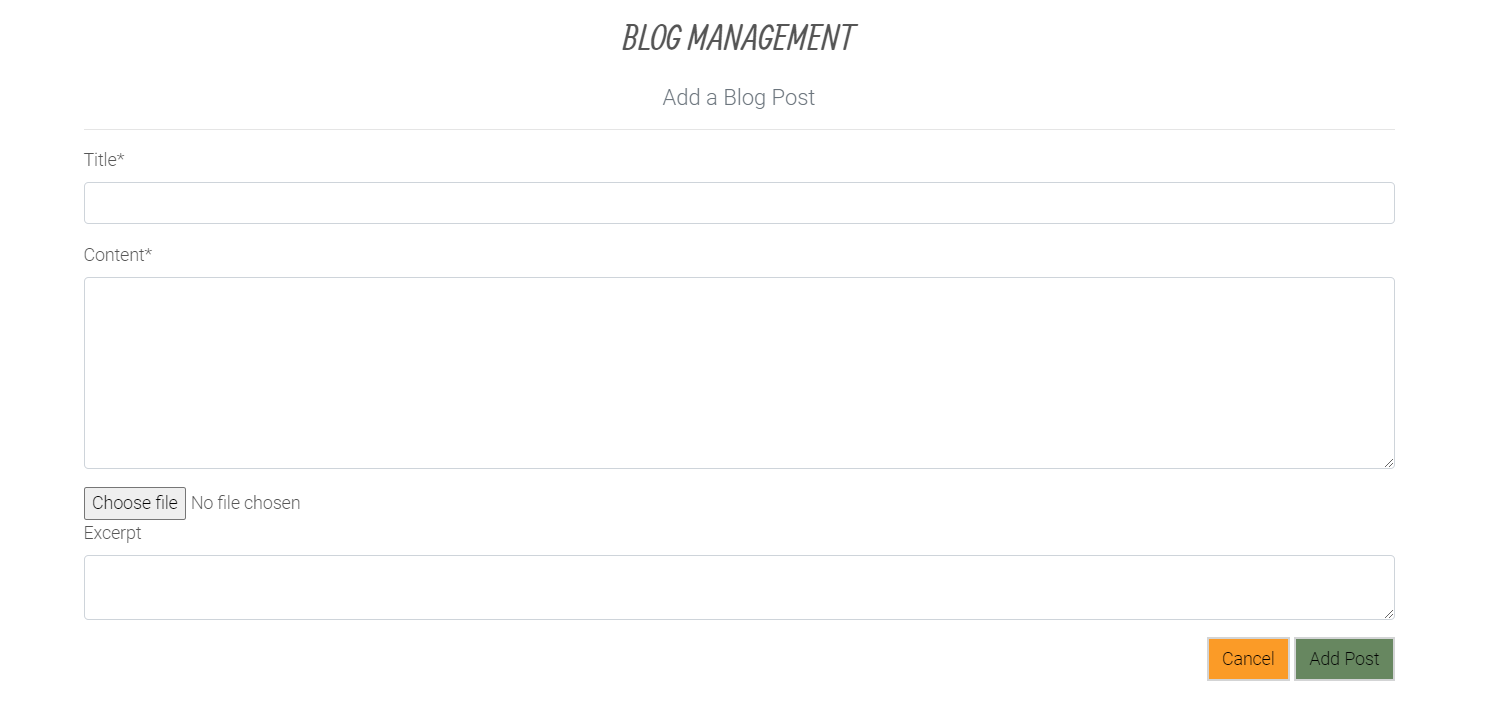 BLOG MANAGEMENT
Add a Blog Post
Title*
Content*
Choose file No file chosen
Excerpt
Cancel Add Post